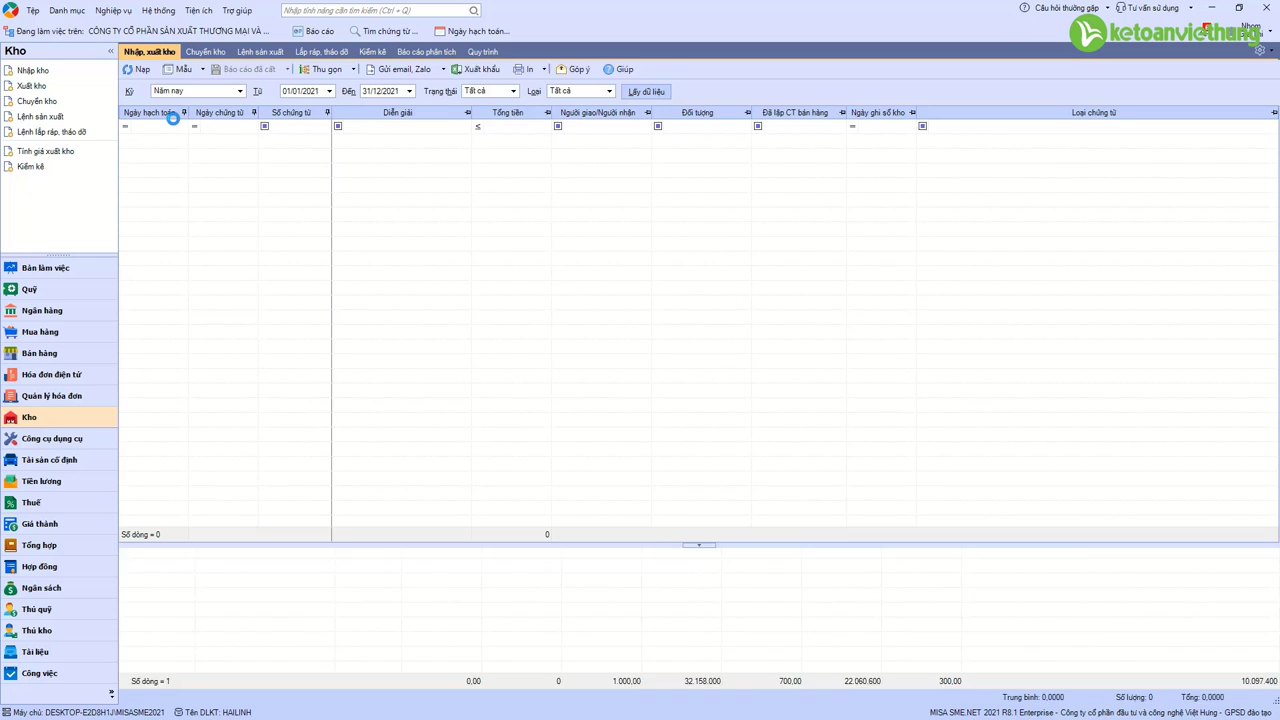 Tệp Danh mục Nghiệp vụ Hệ thống Tiện ích Trợ giúp Nhập tính năng cần tìm kiếm (Ctrl + Q) Câu hỏi thường gặp Tư vấn sử dụng
Đang làm việc trên: CÔNG TY CỔ PHẦN SẢN XUẤT THƯƠNG MẠI VÀ ... Báo cáo Tìm chứng từ ... Ngày hạch toán...
ketoanviethung
Kho
Nhập, xuất kho Chuyển kho Lệnh sản xuất Lắp ráp, tháo dỡ Kiểm kê Báo cáo phân tích Quy trình
Nạp Mẫu Báo cáo đã cất Thu gọn Gửi email, Zalo Xuất khẩu In Góp ý Giúp
Kỳ Năm nay Từ 01/01/2021 Đến 31/12/2021 Trạng thái Tất cả Loại Tất cả Lấy dữ liệu
Ngày hạch toán Ngày chứng từ Số chứng từ Diễn giải Tổng tiền Người giao/Người nhận Đối tượng Đã lập CT bán hàng Ngày ghi sổ kho Loại chứng từ
= = ≤ =
Nhập kho
Xuất kho
Chuyển kho
Lệnh sản xuất
Lệnh lắp ráp, tháo dỡ
Tính giá xuất kho
Kiểm kê
Bàn làm việc
Quỹ
Ngân hàng
Mua hàng
Bán hàng
Hóa đơn điện tử
Quản lý hóa đơn
Kho
Công cụ dụng cụ
Tài sản cố định
Tiền lương
Thuế
Giá thành
Tổng hợp
Hợp đồng
Ngân sách
Thủ quỹ
Thủ kho
Tài liệu
Công việc
Số dòng = 0 0
Số dòng = 1 0,00 1.000,00 32.158.000 700,00 22.060.600 300,00 10.097.400
Trung bình: 0,0000 Số lượng: 0 Tổng: 0,0000
Máy chủ: DESKTOP-E2D8H1J\MISASME2021 Tên DLKT: HAILINH MISA SME.NET 2021 R8.1 Enterprise - Công ty cổ phần đầu tư và công nghệ Việt Hưng - GPSD đào tạo